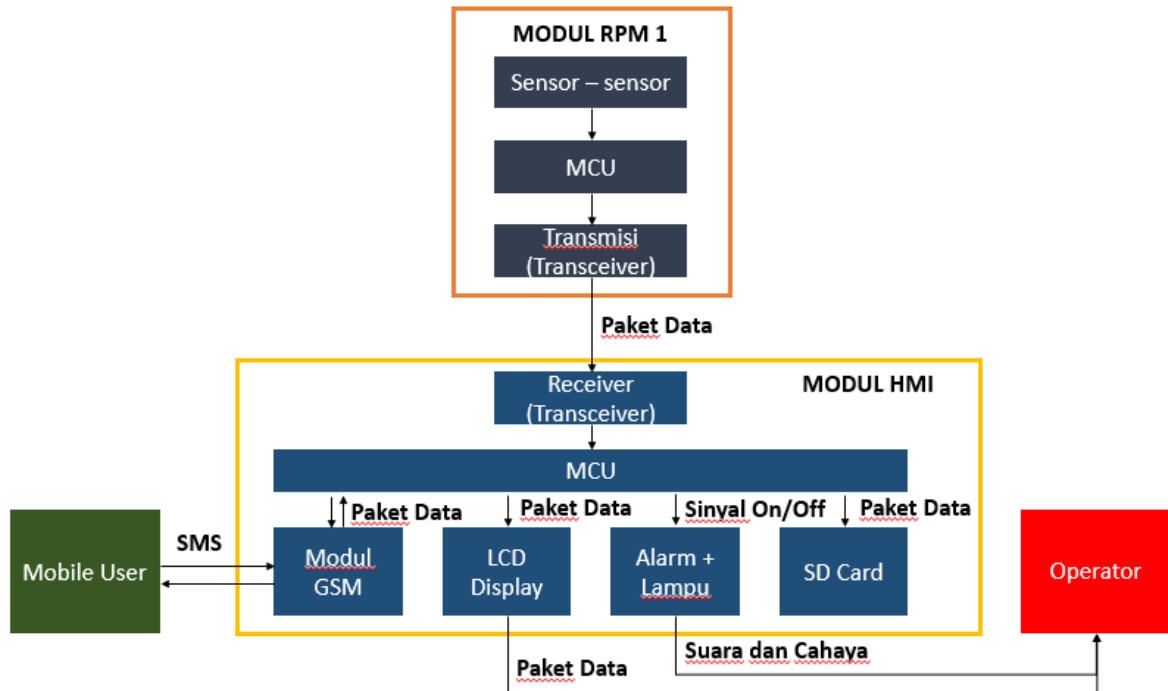 MODUL RPM 1
Sensor – sensor
MCU
Transmisi
(Transceiver)
Paket Data
Receiver
(Transceiver)
MODUL HMI
MCU
Paket Data
Paket Data
Sinyal On/Off
Paket Data
Mobile User
SMS
Modul
GSM
LCD
Display
Alarm +
Lampu
SD Card
Operator
Suara dan Cahaya
Paket Data